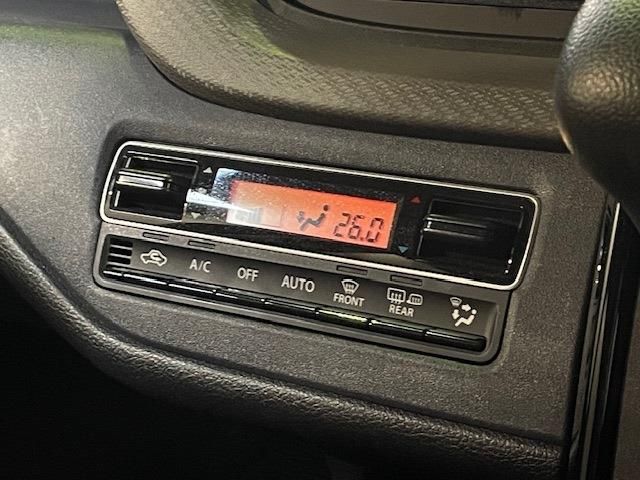 26.0
A/C OFF AUTO FRONT REAR